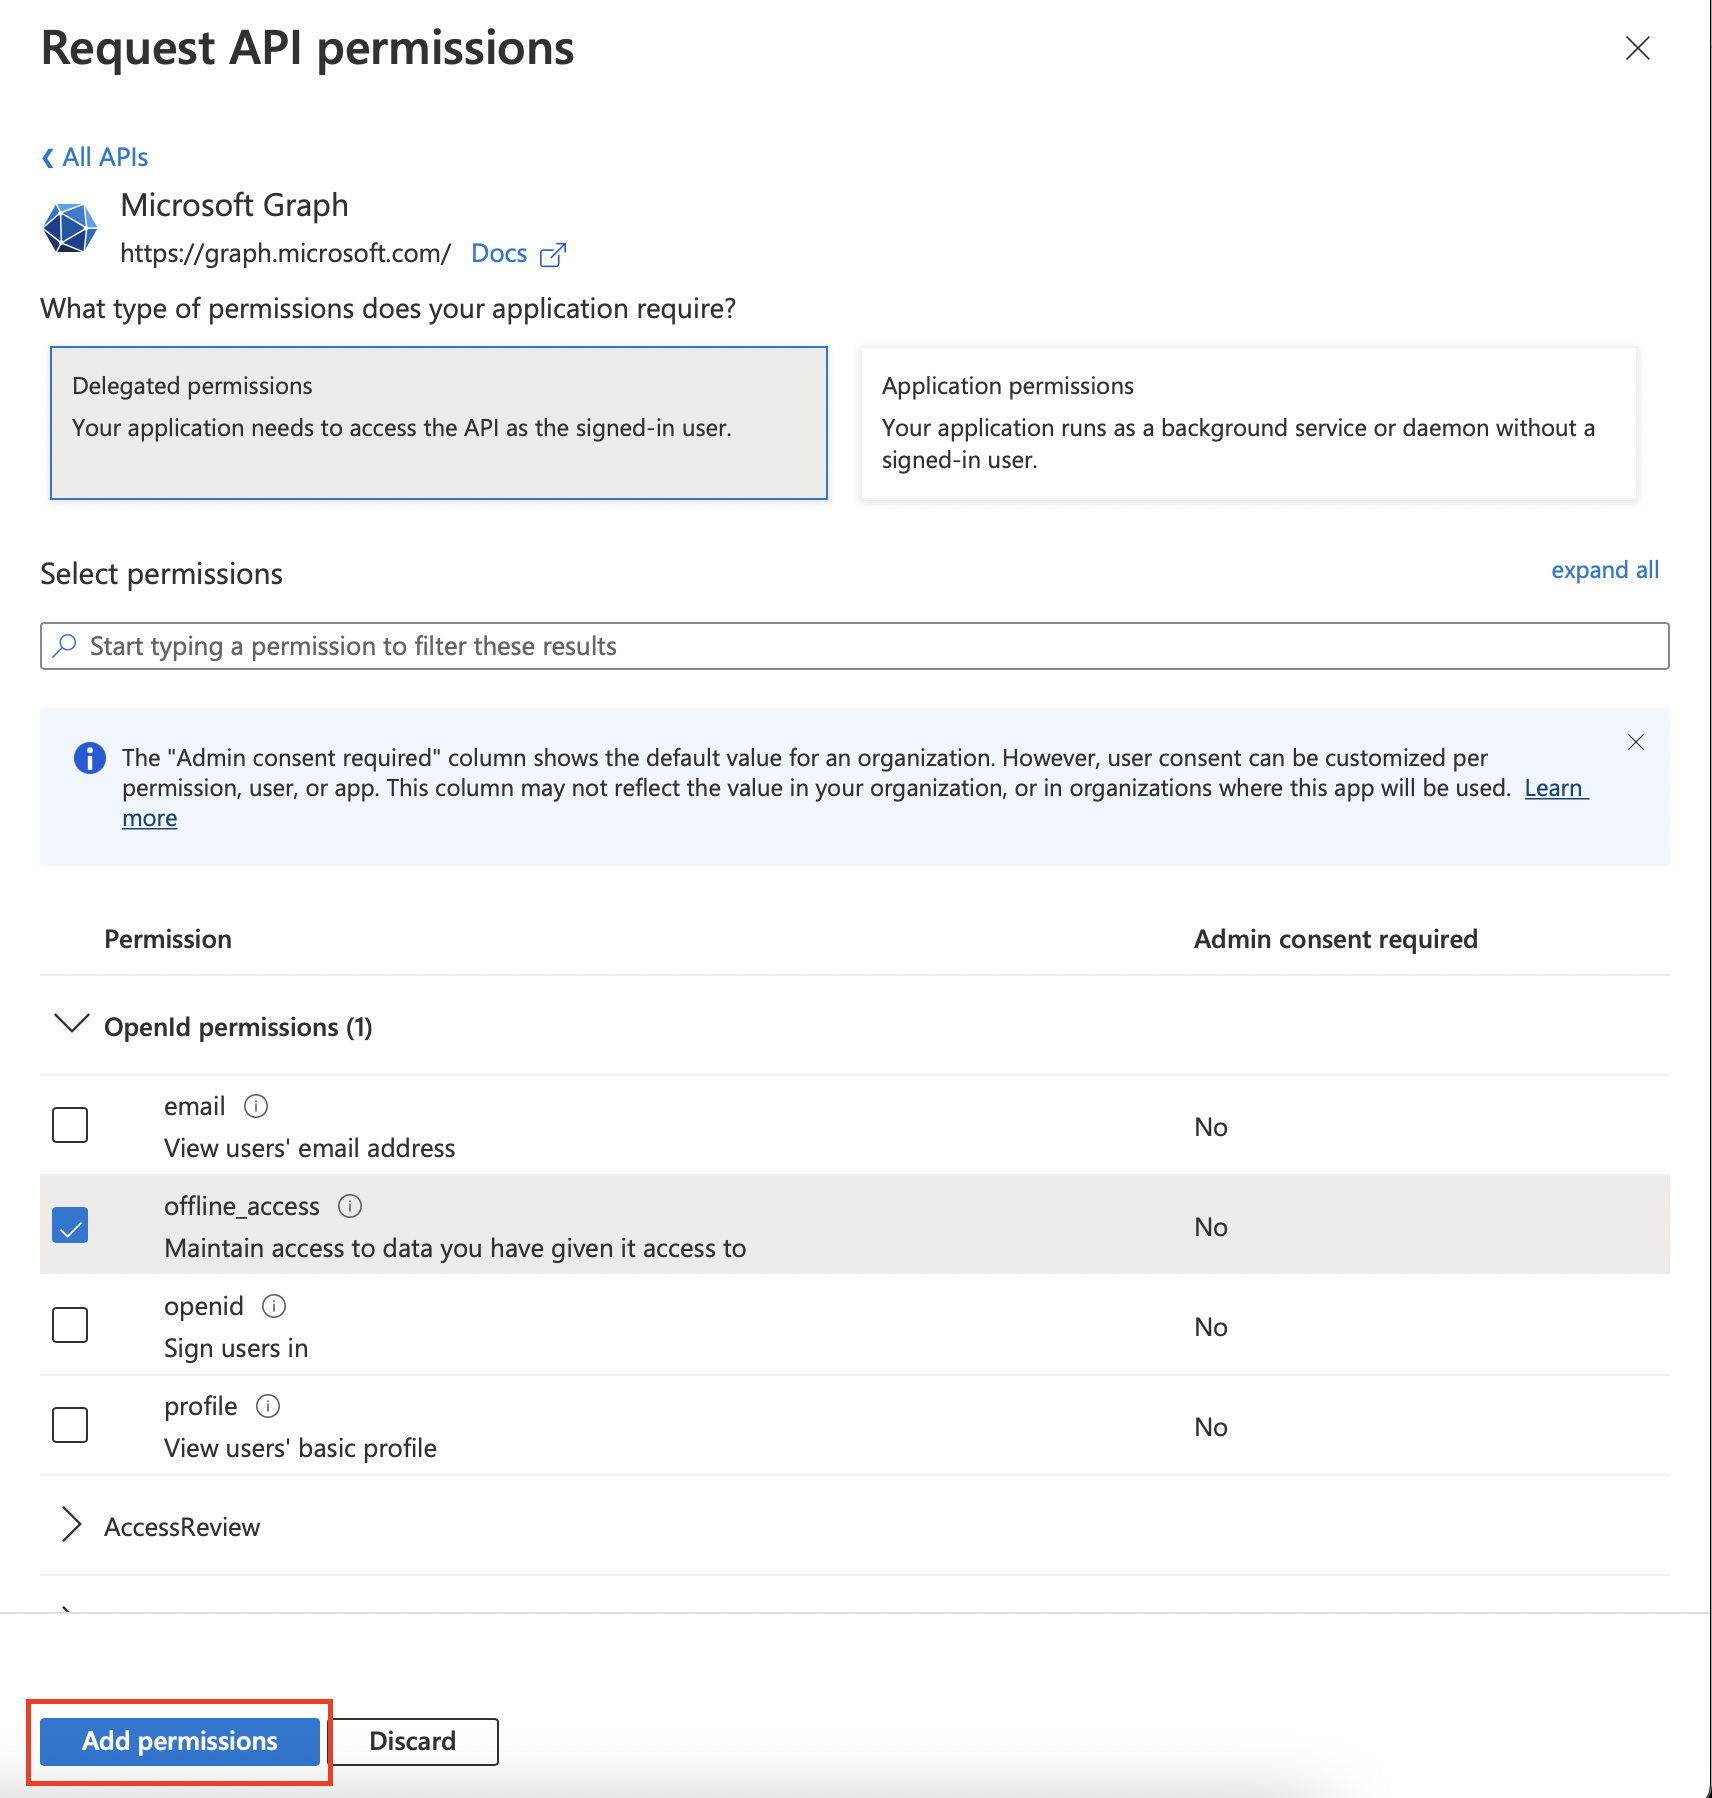 Request API permissions
All APIs
Microsoft Graph
https://graph.microsoft.com/ Docs
What type of permissions does your application require?
Delegated permissions
Your application needs to access the API as the signed-in user.
Application permissions
Your application runs as a background service or daemon without a
signed-in user.
Select permissions
expand all
Start typing a permission to filter these results
The "Admin consent required" column shows the default value for an organization. However, user consent can be customized per
permission, user, or app. This column may not reflect the value in your organization, or in organizations where this app will be used. Learn
more
Permission Admin consent required
OpenId permissions (1)
email
View users' email address
No
offline_access
Maintain access to data you have given it access to
No
openid
Sign users in
No
profile
View users' basic profile
No
AccessReview
Add permissions Discard